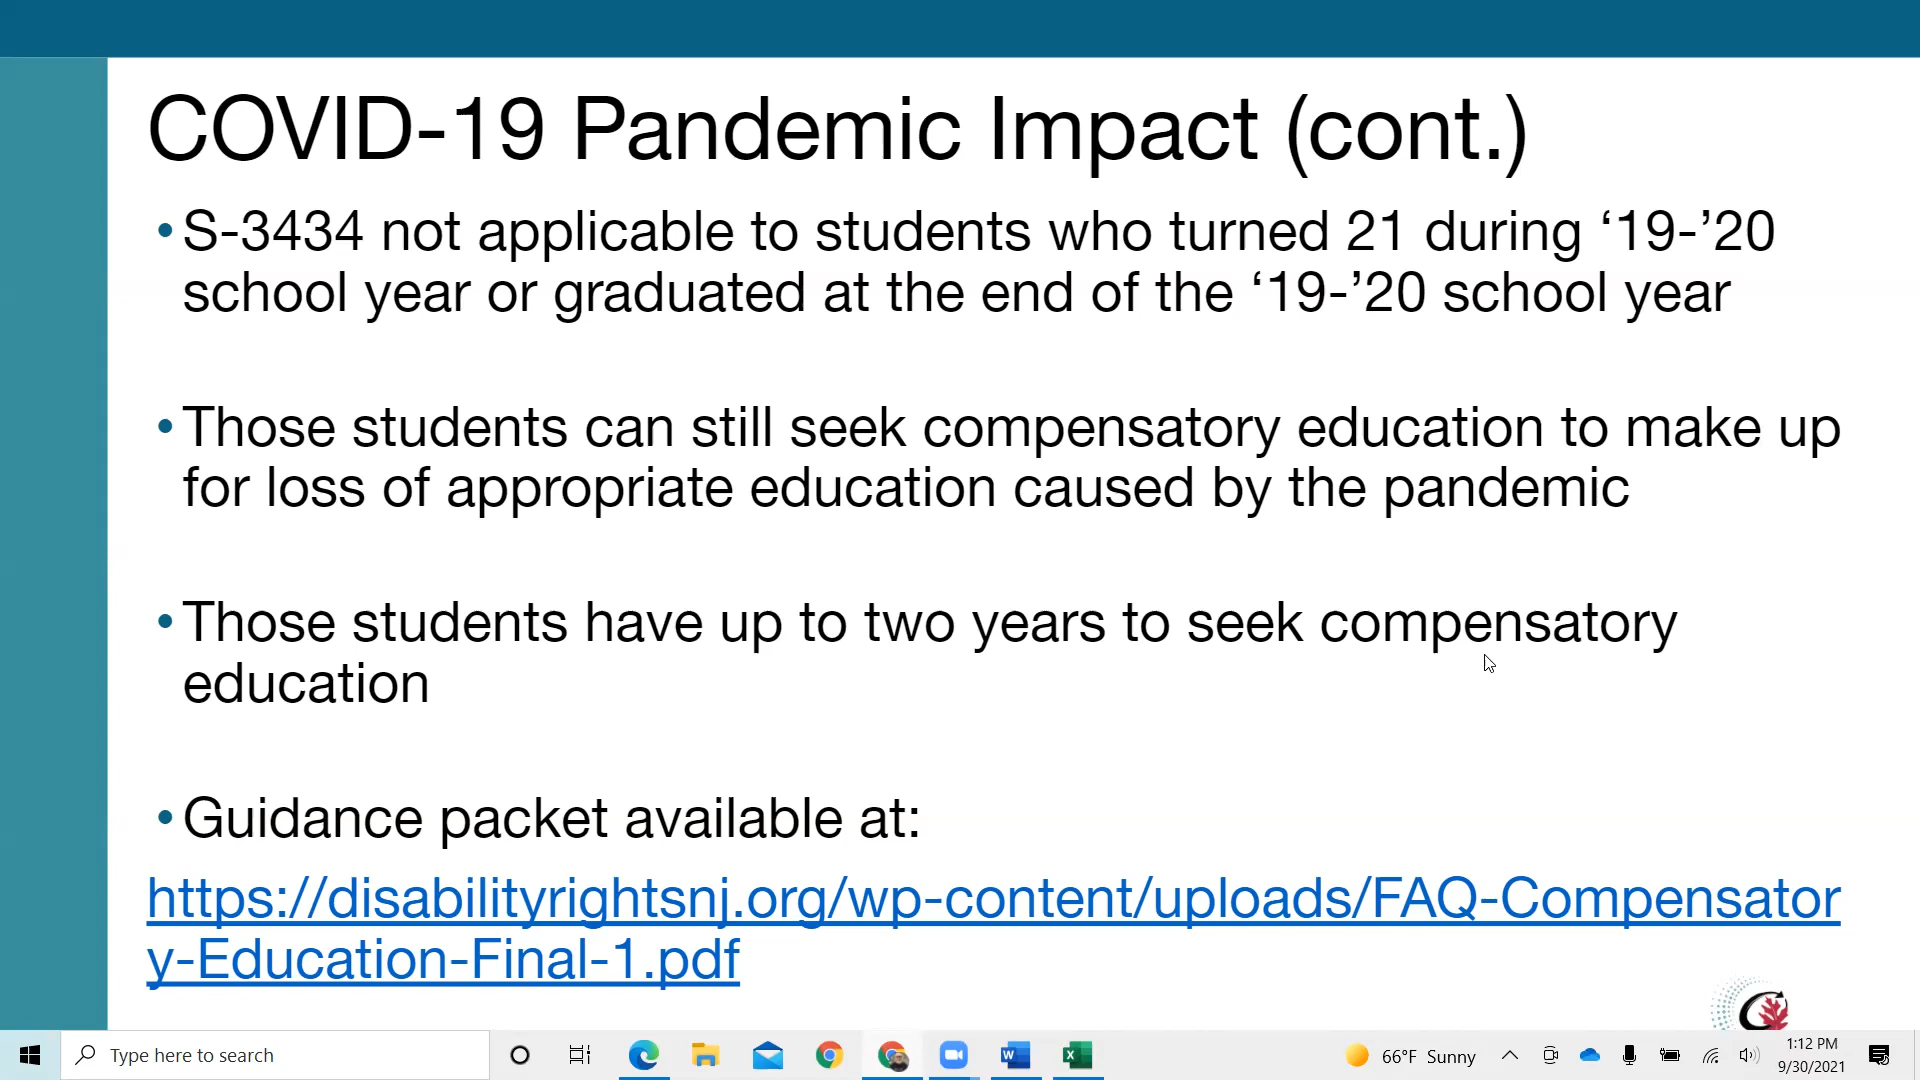 COVID-19 Pandemic Impact (cont.)
•S-3434 not applicable to students who turned 21 during ‘19-’20
school year or graduated at the end of the ‘19-’20 school year
•Those students can still seek compensatory education to make up
for loss of appropriate education caused by the pandemic
•Those students have up to two years to seek compensatory
education
•Guidance packet available at:
https://disabilityrightsnj.org/wp-content/uploads/FAQ-Compensator
y-Education-Final-1.pdf
Type here to search
66°F Sunny
1:12 PM
9/30/2021